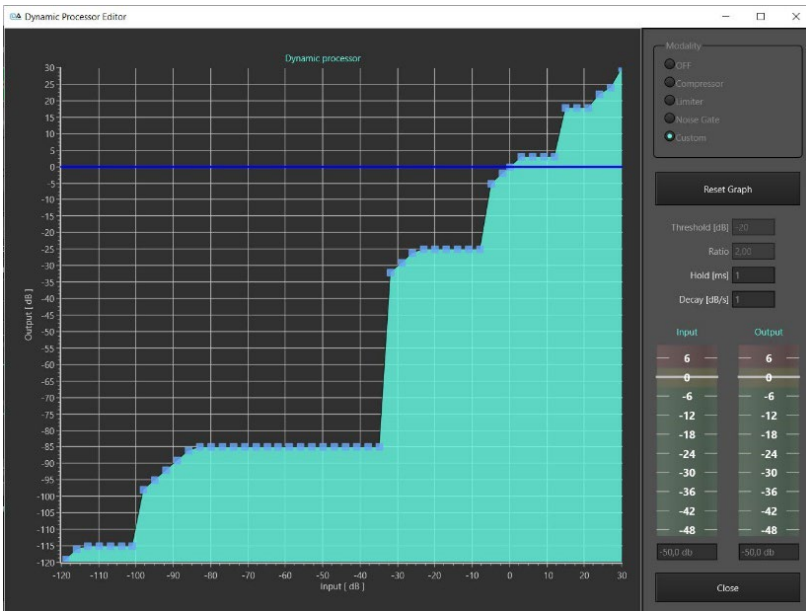 Dynamic Processor Editor
Dynamic processor
30
25
20
15
10
5
0
-5
-10
-15
-20
-25
-30
-35
-40
-45
-50
-55
-60
-65
-70
-75
-80
-85
-90
-95
-100
-105
-110
-115
-120
Output [ dB ]
-120 -110 -100 -90 -80 -70 -60 -50 -40 -30 -20 -10 0 10 20 30
Input [ dB ]
Modality
OFF
Compressor
Limiter
Noise Gate
Custom
Reset Graph
Threshold [dB] -20
Ratio 2,00
Hold [ms] 1
Decay [dB/s] 1
Input Output
6 6
0 0
-6 -6
-12 -12
-18 -18
-24 -24
-30 -30
-36 -36
-42 -42
-48 -48
-50,0 db -50,0 db
Close